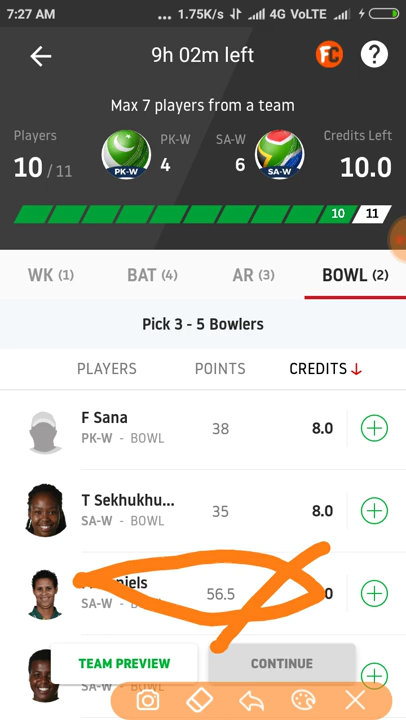 7:27 AM ... 1.75K/s 4G VoLTE
9h 02m left FC ?
Max 7 players from a team
Players PK-W SA-W Credits Left
10 / 11 PK-W 4 6 SA-W 10.0
10 11
WK (1) BAT (4) AR (3) BOWL (2)
Pick 3 - 5 Bowlers
PLAYERS POINTS CREDITS
F Sana
PK-W - BOWL 38 8.0
T Sekhukhu...
SA-W - BOWL 35 8.0
SA-W - BOWL 56.5
TEAM PREVIEW CONTINUE
SA-W - BOWL